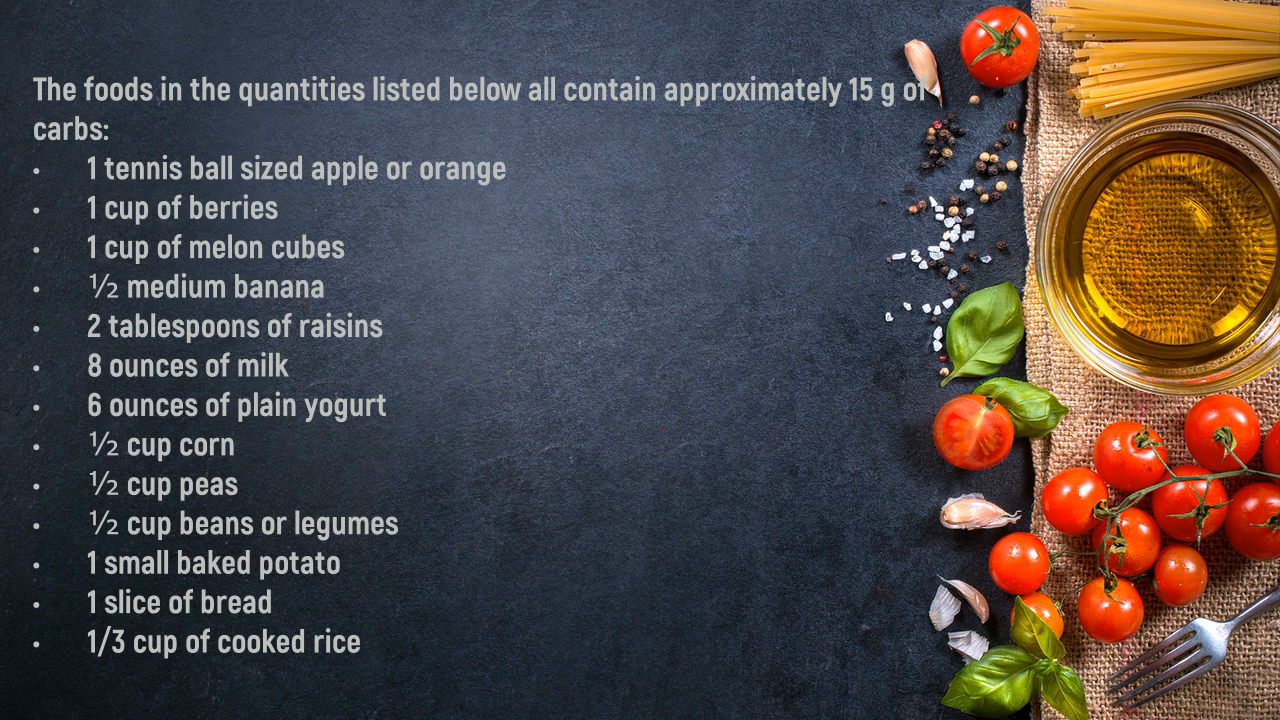 The foods in the quantities listed below all contain approximately 15 g of
carbs:
• 1 tennis ball sized apple or orange
• 1 cup of berries
• 1 cup of melon cubes
• ½ medium banana
• 2 tablespoons of raisins
• 8 ounces of milk
• 6 ounces of plain yogurt
• ½ cup corn
• ½ cup peas
• ½ cup beans or legumes
• 1 small baked potato
• 1 slice of bread
• 1/3 cup of cooked rice